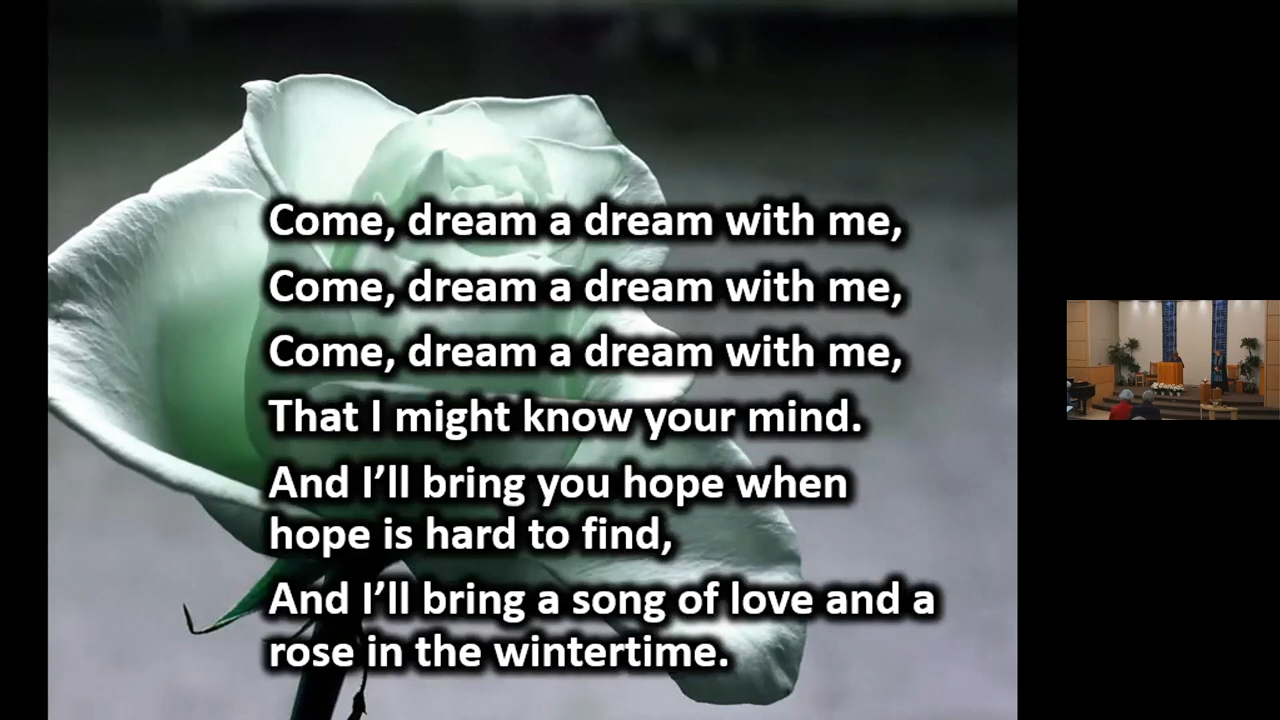 Come, dream a dream with me,
Come, dream a dream with me,
Come, dream a dream with me,
That I might know your mind.
And I’ll bring you hope when
hope is hard to find,
And I’ll bring a song of love and a
rose in the wintertime.